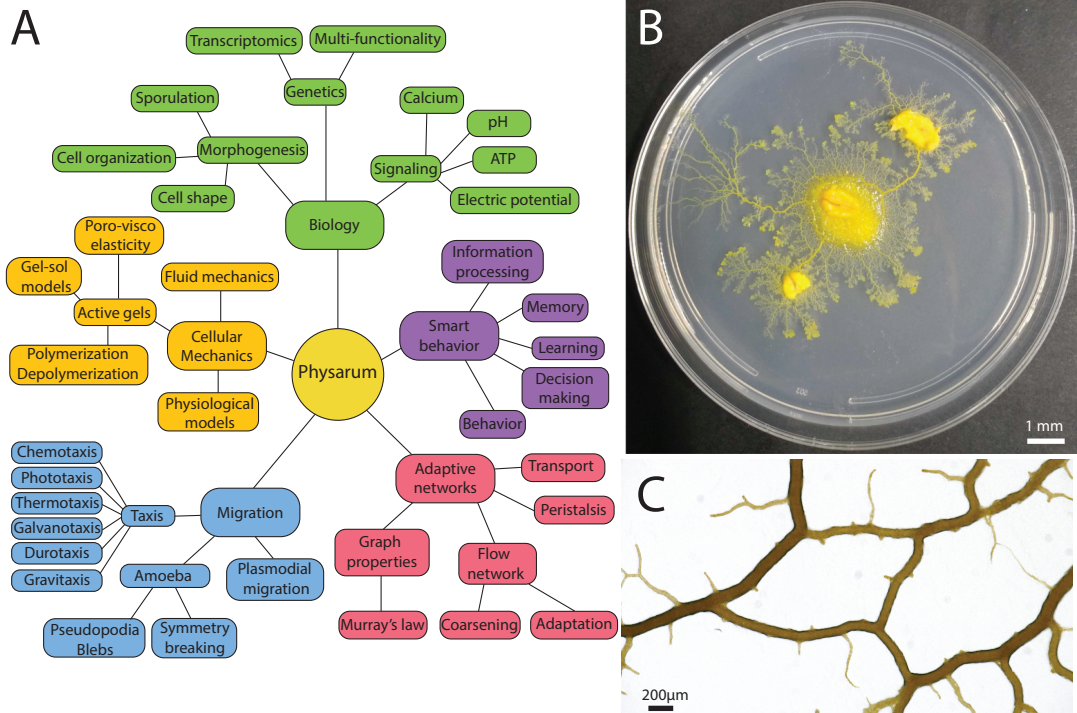 A
Transcriptomics
Multi-functionality
Genetics
Sporulation
Calcium
pH
Morphogenesis
Cell organization
ATP
Signaling
Cell shape
Electric potential
Biology
Poro-visco
elasticity
Gel-sol
models
Fluid mechanics
Active gels
Cellular
Mechanics
Polymerization
Depolymerization
Physiological
models
Information
processing
Memory
Smart
behavior
Learning
Decision
making
Behavior
Physarum
Chemotaxis
Phototaxis
Thermotaxis
Galvanotaxis
Durotaxis
Gravitaxis
Taxis
Migration
Amoeba
Plasmodial
migration
Pseudopodia
Blebs
Symmetry
breaking
Adaptive
networks
Transport
Peristalsis
Graph
properties
Flow
network
Murray's law
Coarsening
Adaptation
B
1 mm
C
200µm